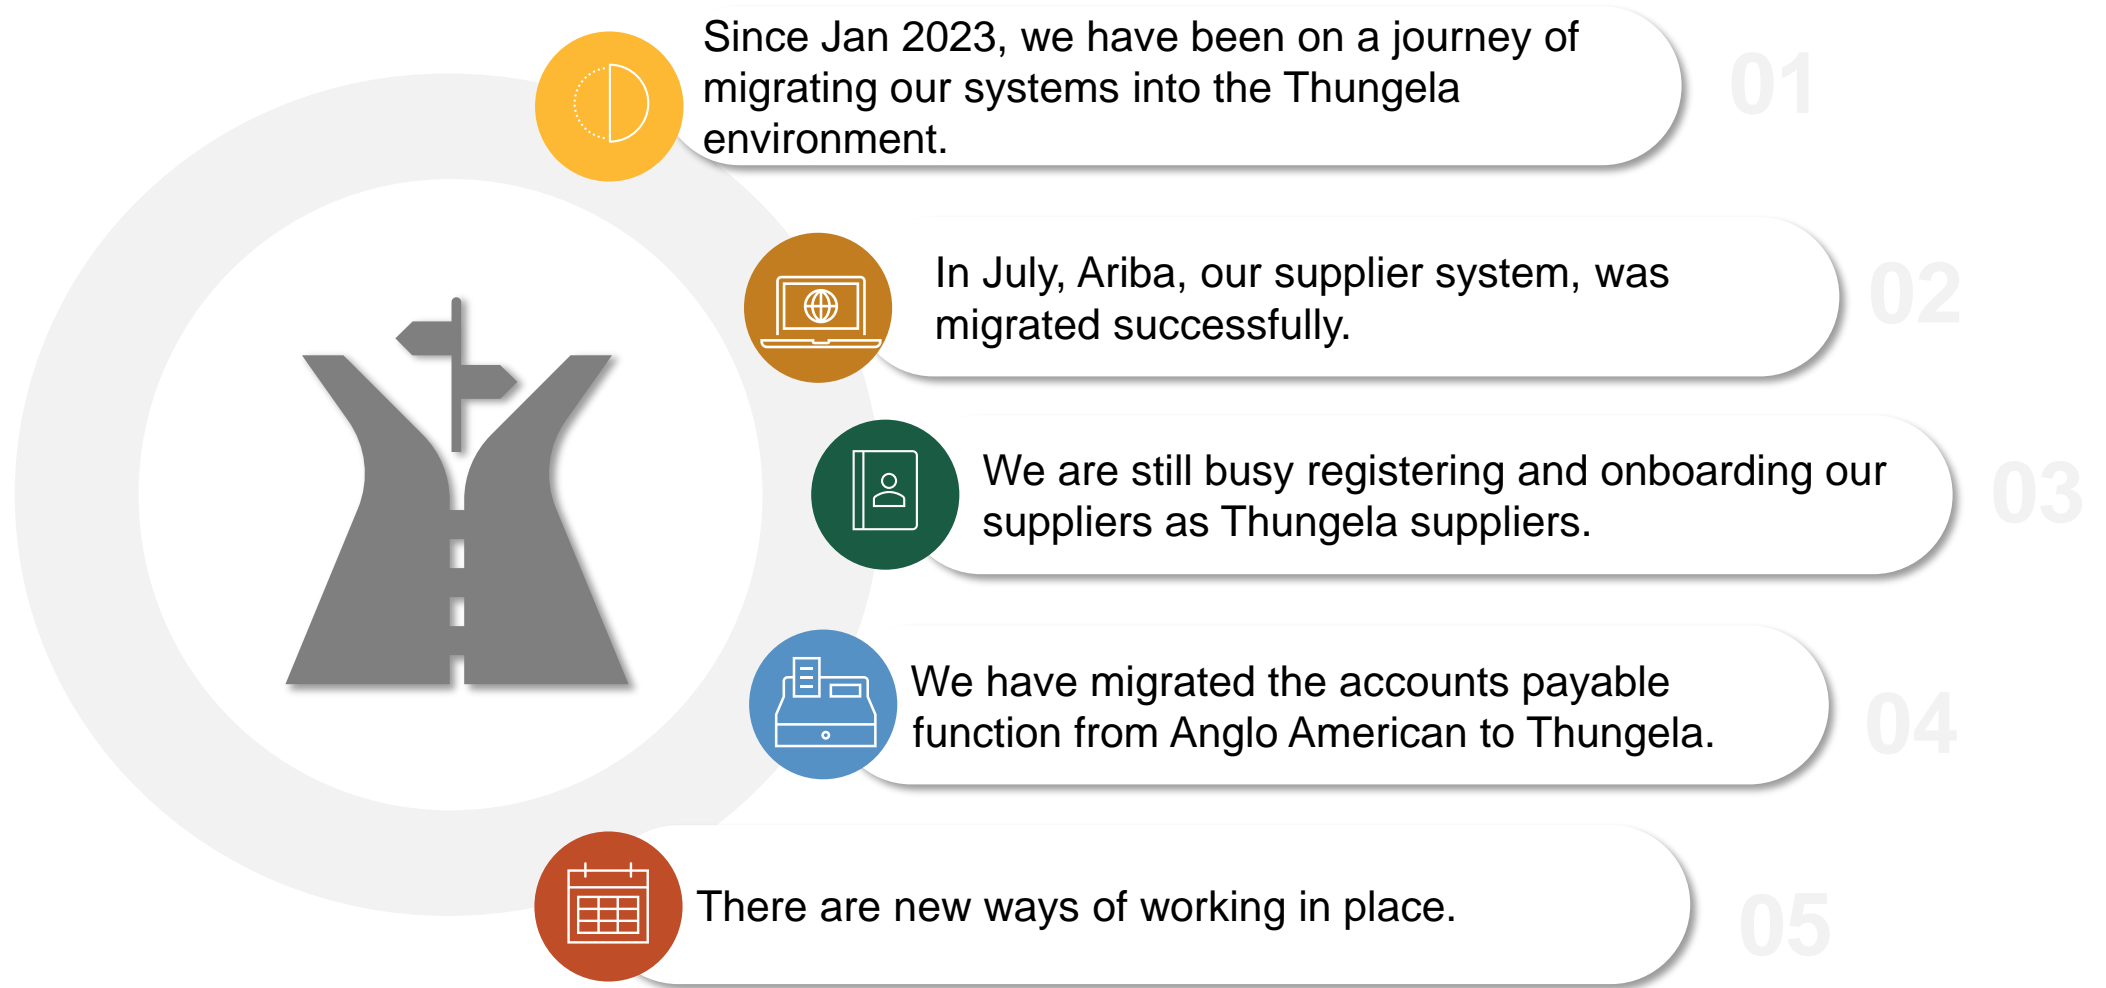 Since Jan 2023, we have been on a journey of
migrating our systems into the Thungela
environment.
01
In July, Ariba, our supplier system, was
migrated successfully.
02
We are still busy registering and onboarding our
suppliers as Thungela suppliers.
03
We have migrated the accounts payable
function from Anglo American to Thungela.
04
There are new ways of working in place.
05